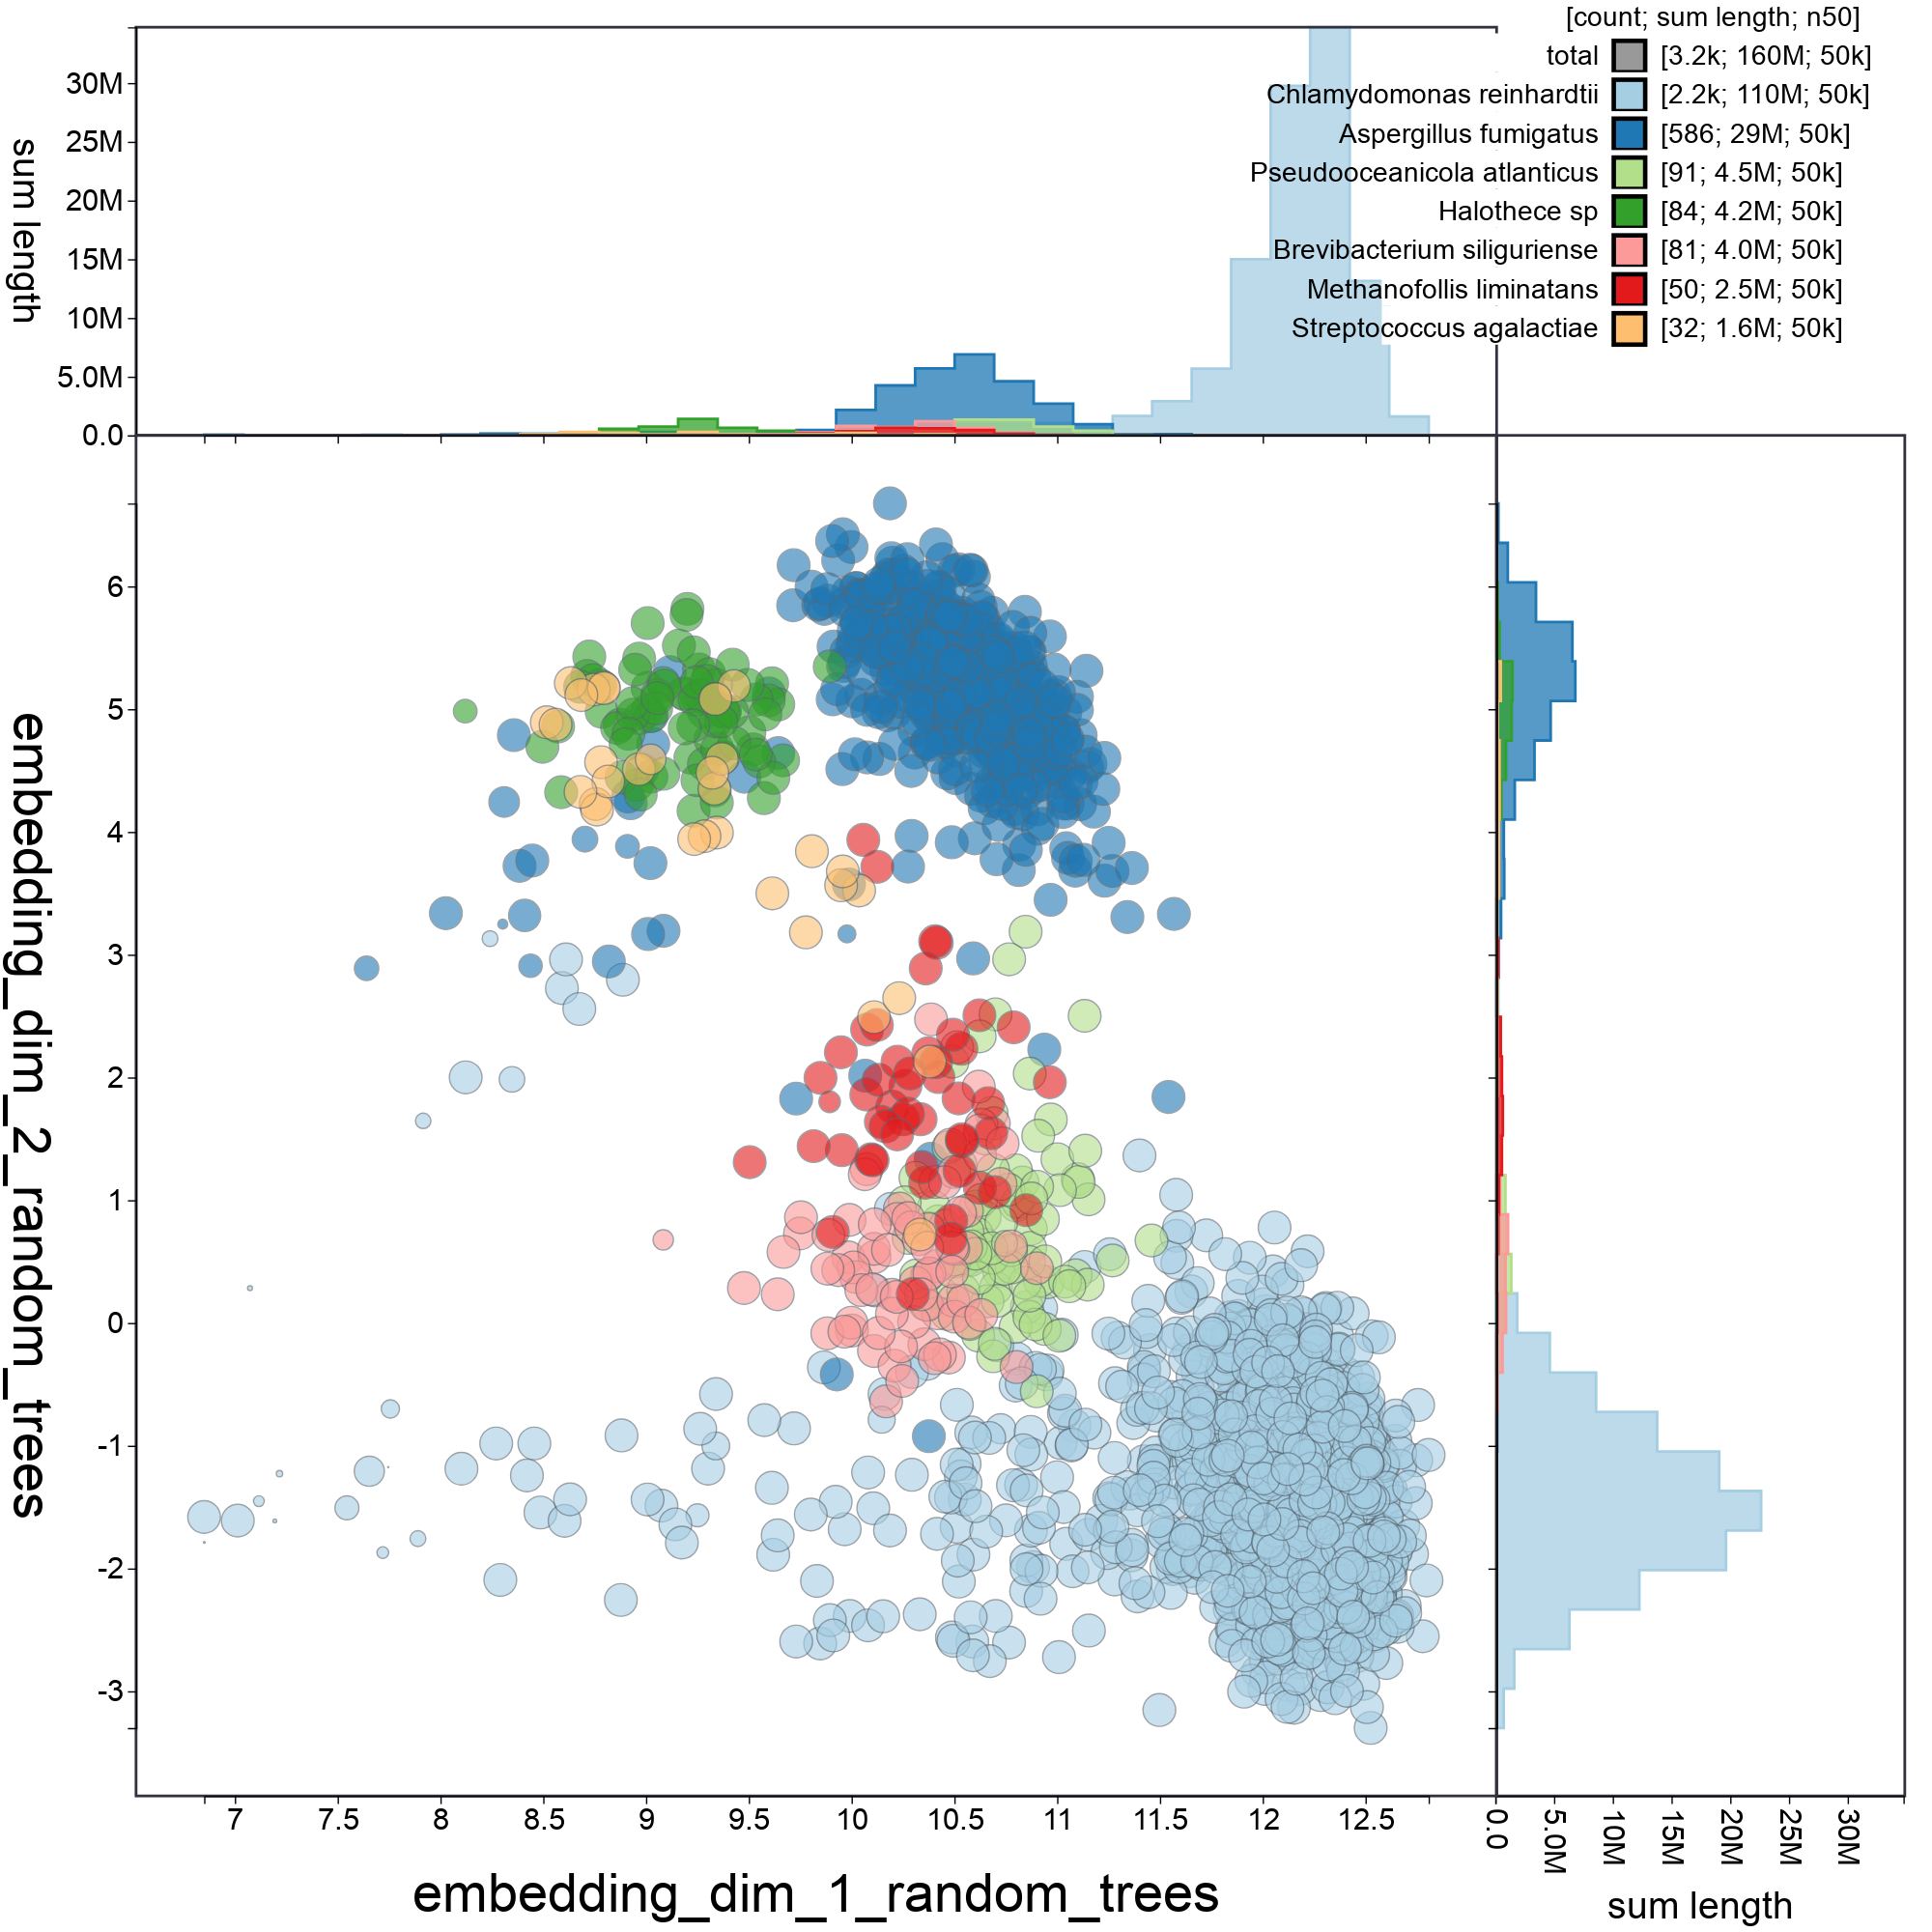 [count; sum length; n50]
total [3.2k; 160M; 50k]
Chlamydomonas reinhardtii [2.2k; 110M; 50k]
Aspergillus fumigatus [586; 29M; 50k]
Pseudooceanicola atlanticus [91; 4.5M; 50k]
Halothece sp [84; 4.2M; 50k]
Brevibacterium siliguriense [81; 4.0M; 50k]
Methanofollis liminatans [50; 2.5M; 50k]
Streptococcus agalactiae [32; 1.6M; 50k]
sum length
30M
25M
20M
15M
10M
5.0M
0.0
embedding_dim_2_random_trees
6
5
4
3
2
1
0
-1
-2
-3
7 7.5 8 8.5 9 9.5 10 10.5 11 11.5 12 12.5
embedding_dim_1_random_trees
0.0 5.0M 10M 15M 20M 25M 30M
sum length